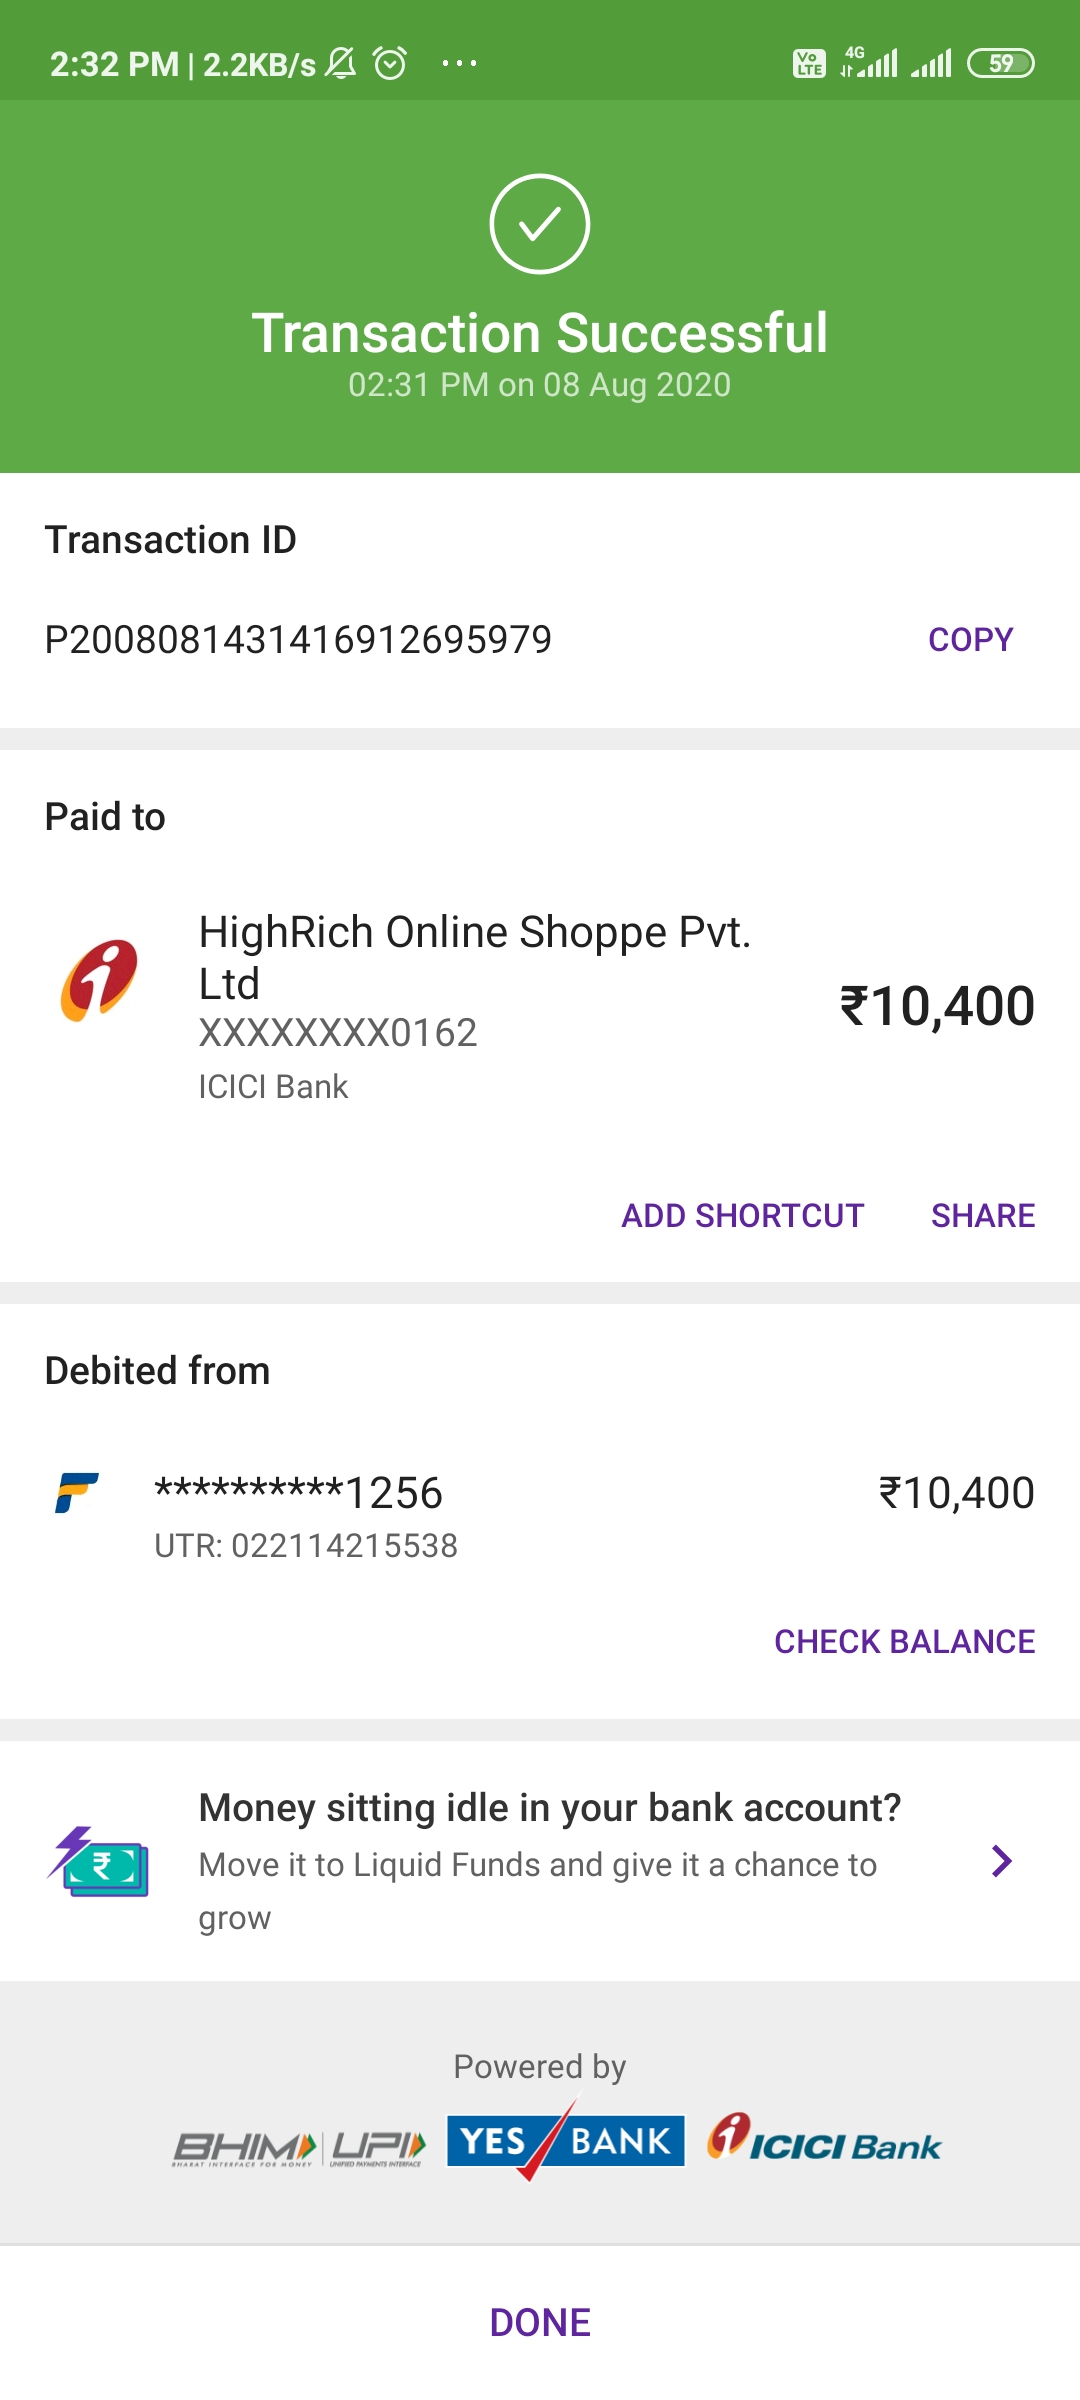 2:32 PM | 2.2KB/s ... Vo LTE 4G 59
Transaction Successful
02:31 PM on 08 Aug 2020
Transaction ID
P2008081431416912695979 COPY
Paid to
HighRich Online Shoppe Pvt.
Ltd
₹10,400
XXXXXXXX0162
ICICI Bank
ADD SHORTCUT SHARE
Debited from
**********1256 ₹10,400
UTR: 022114215538
CHECK BALANCE
Money sitting idle in your bank account?
Move it to Liquid Funds and give it a chance to
grow
Powered by
BHIM UPI YES BANK ICICI Bank
BHARAT INTERFACE FOR MONEY UNIFIED PAYMENTS INTERFACE
DONE